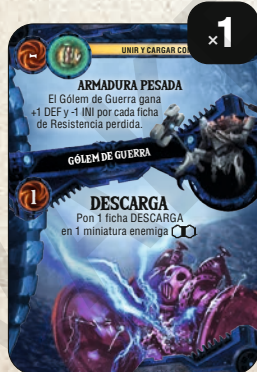 ×1
1
UNIR Y CARGAR
ARMADURA PESADA
El Gólem de Guerra gana
+1 DEF y -1 INI por cada ficha
de Resistencia perdida.
GÓLEM DE GUERRA
1
DESCARGA
Pon 1 ficha DESCARGA
en 1 miniatura enemiga